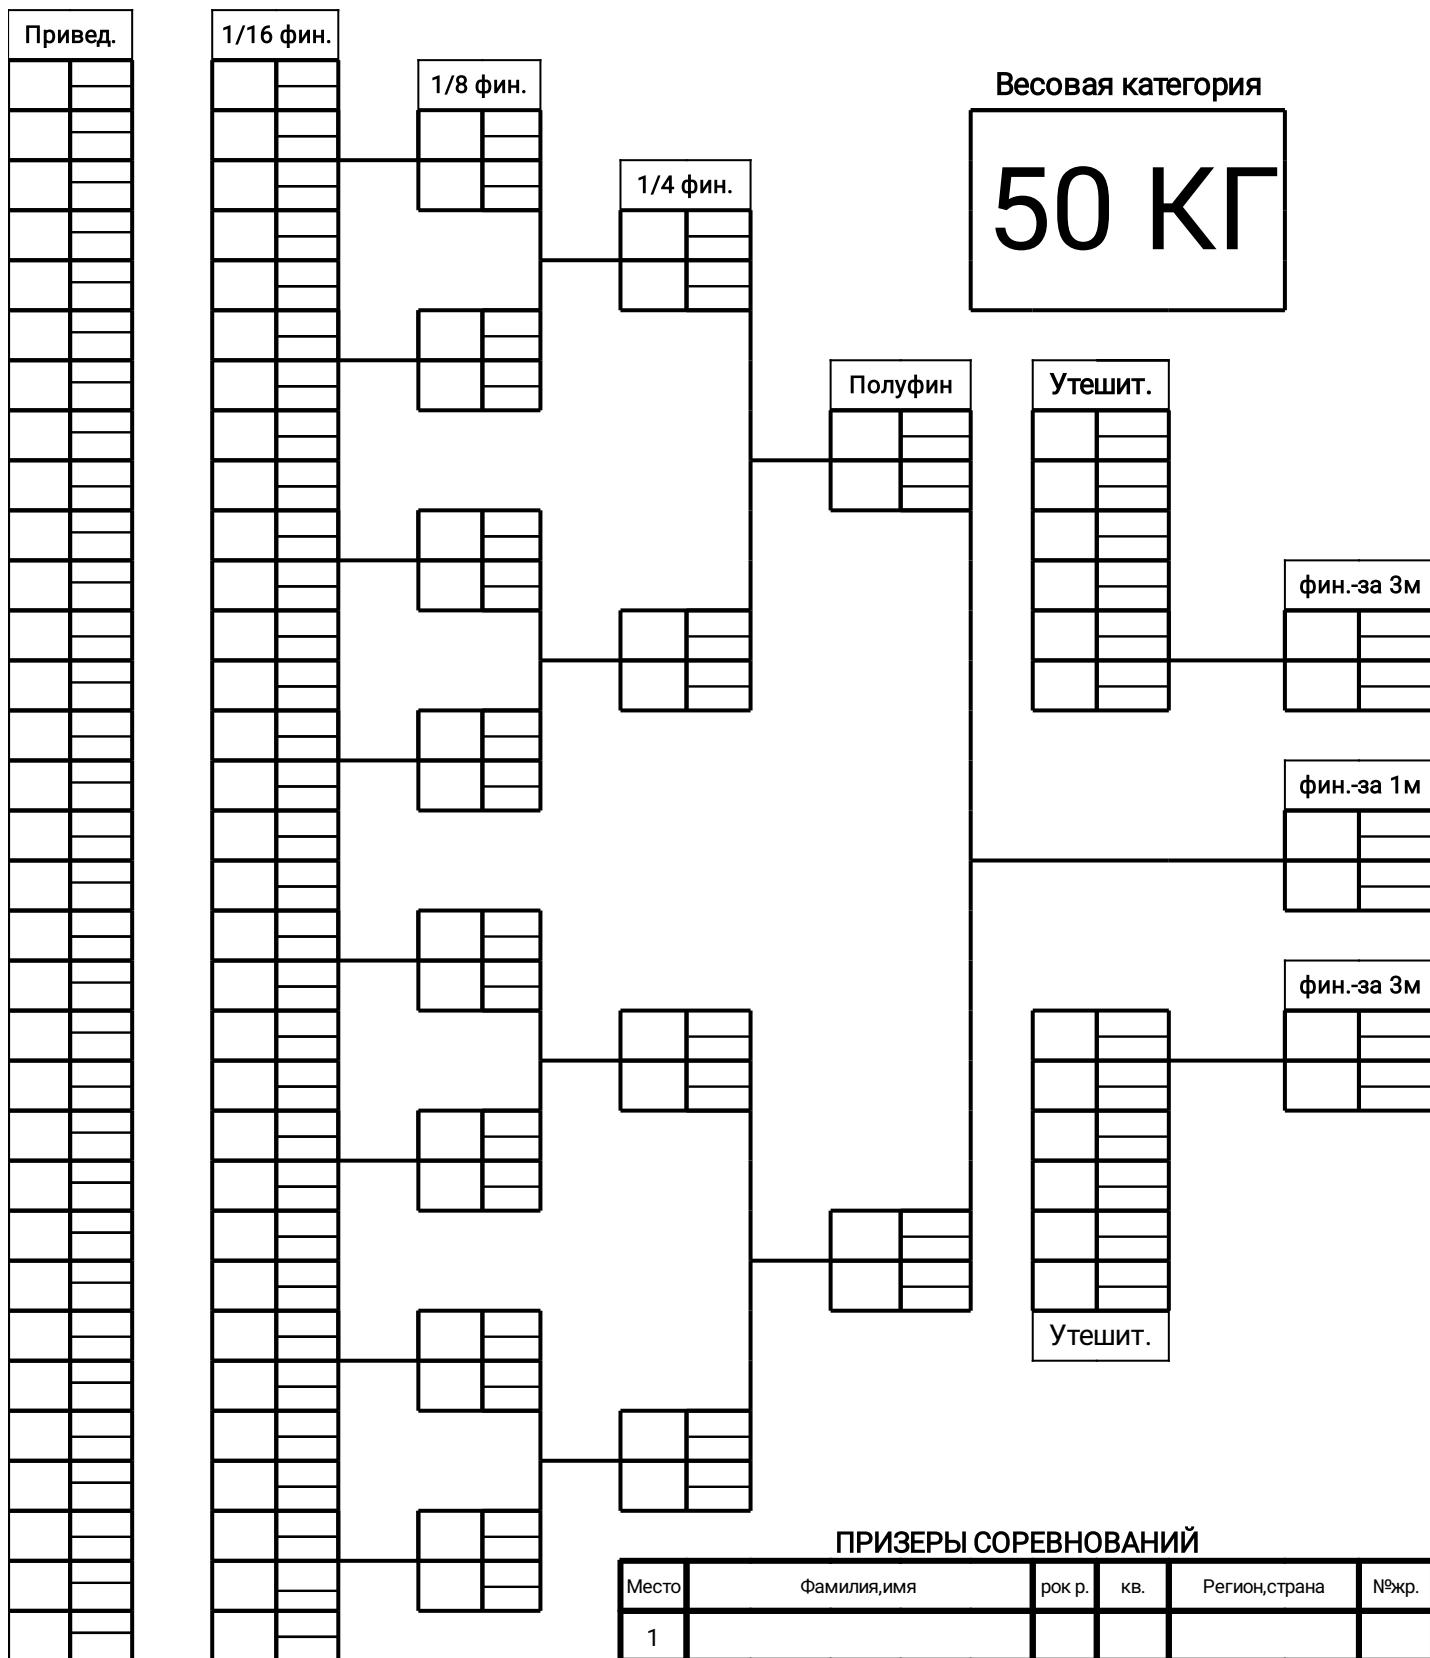 Привед.
1/16 фин.
1/8 фин.
Весовая категория
50 КГ
1/4 фин.
Полуфин
Утешит.
фин.-за 3м
фин.-за 1м
фин.-за 3м
Утешит.
ПРИЗЕРЫ СОРЕВНОВАНИЙ
Место Фамилия,имя рок р. кв. Регион,страна №жр.
1